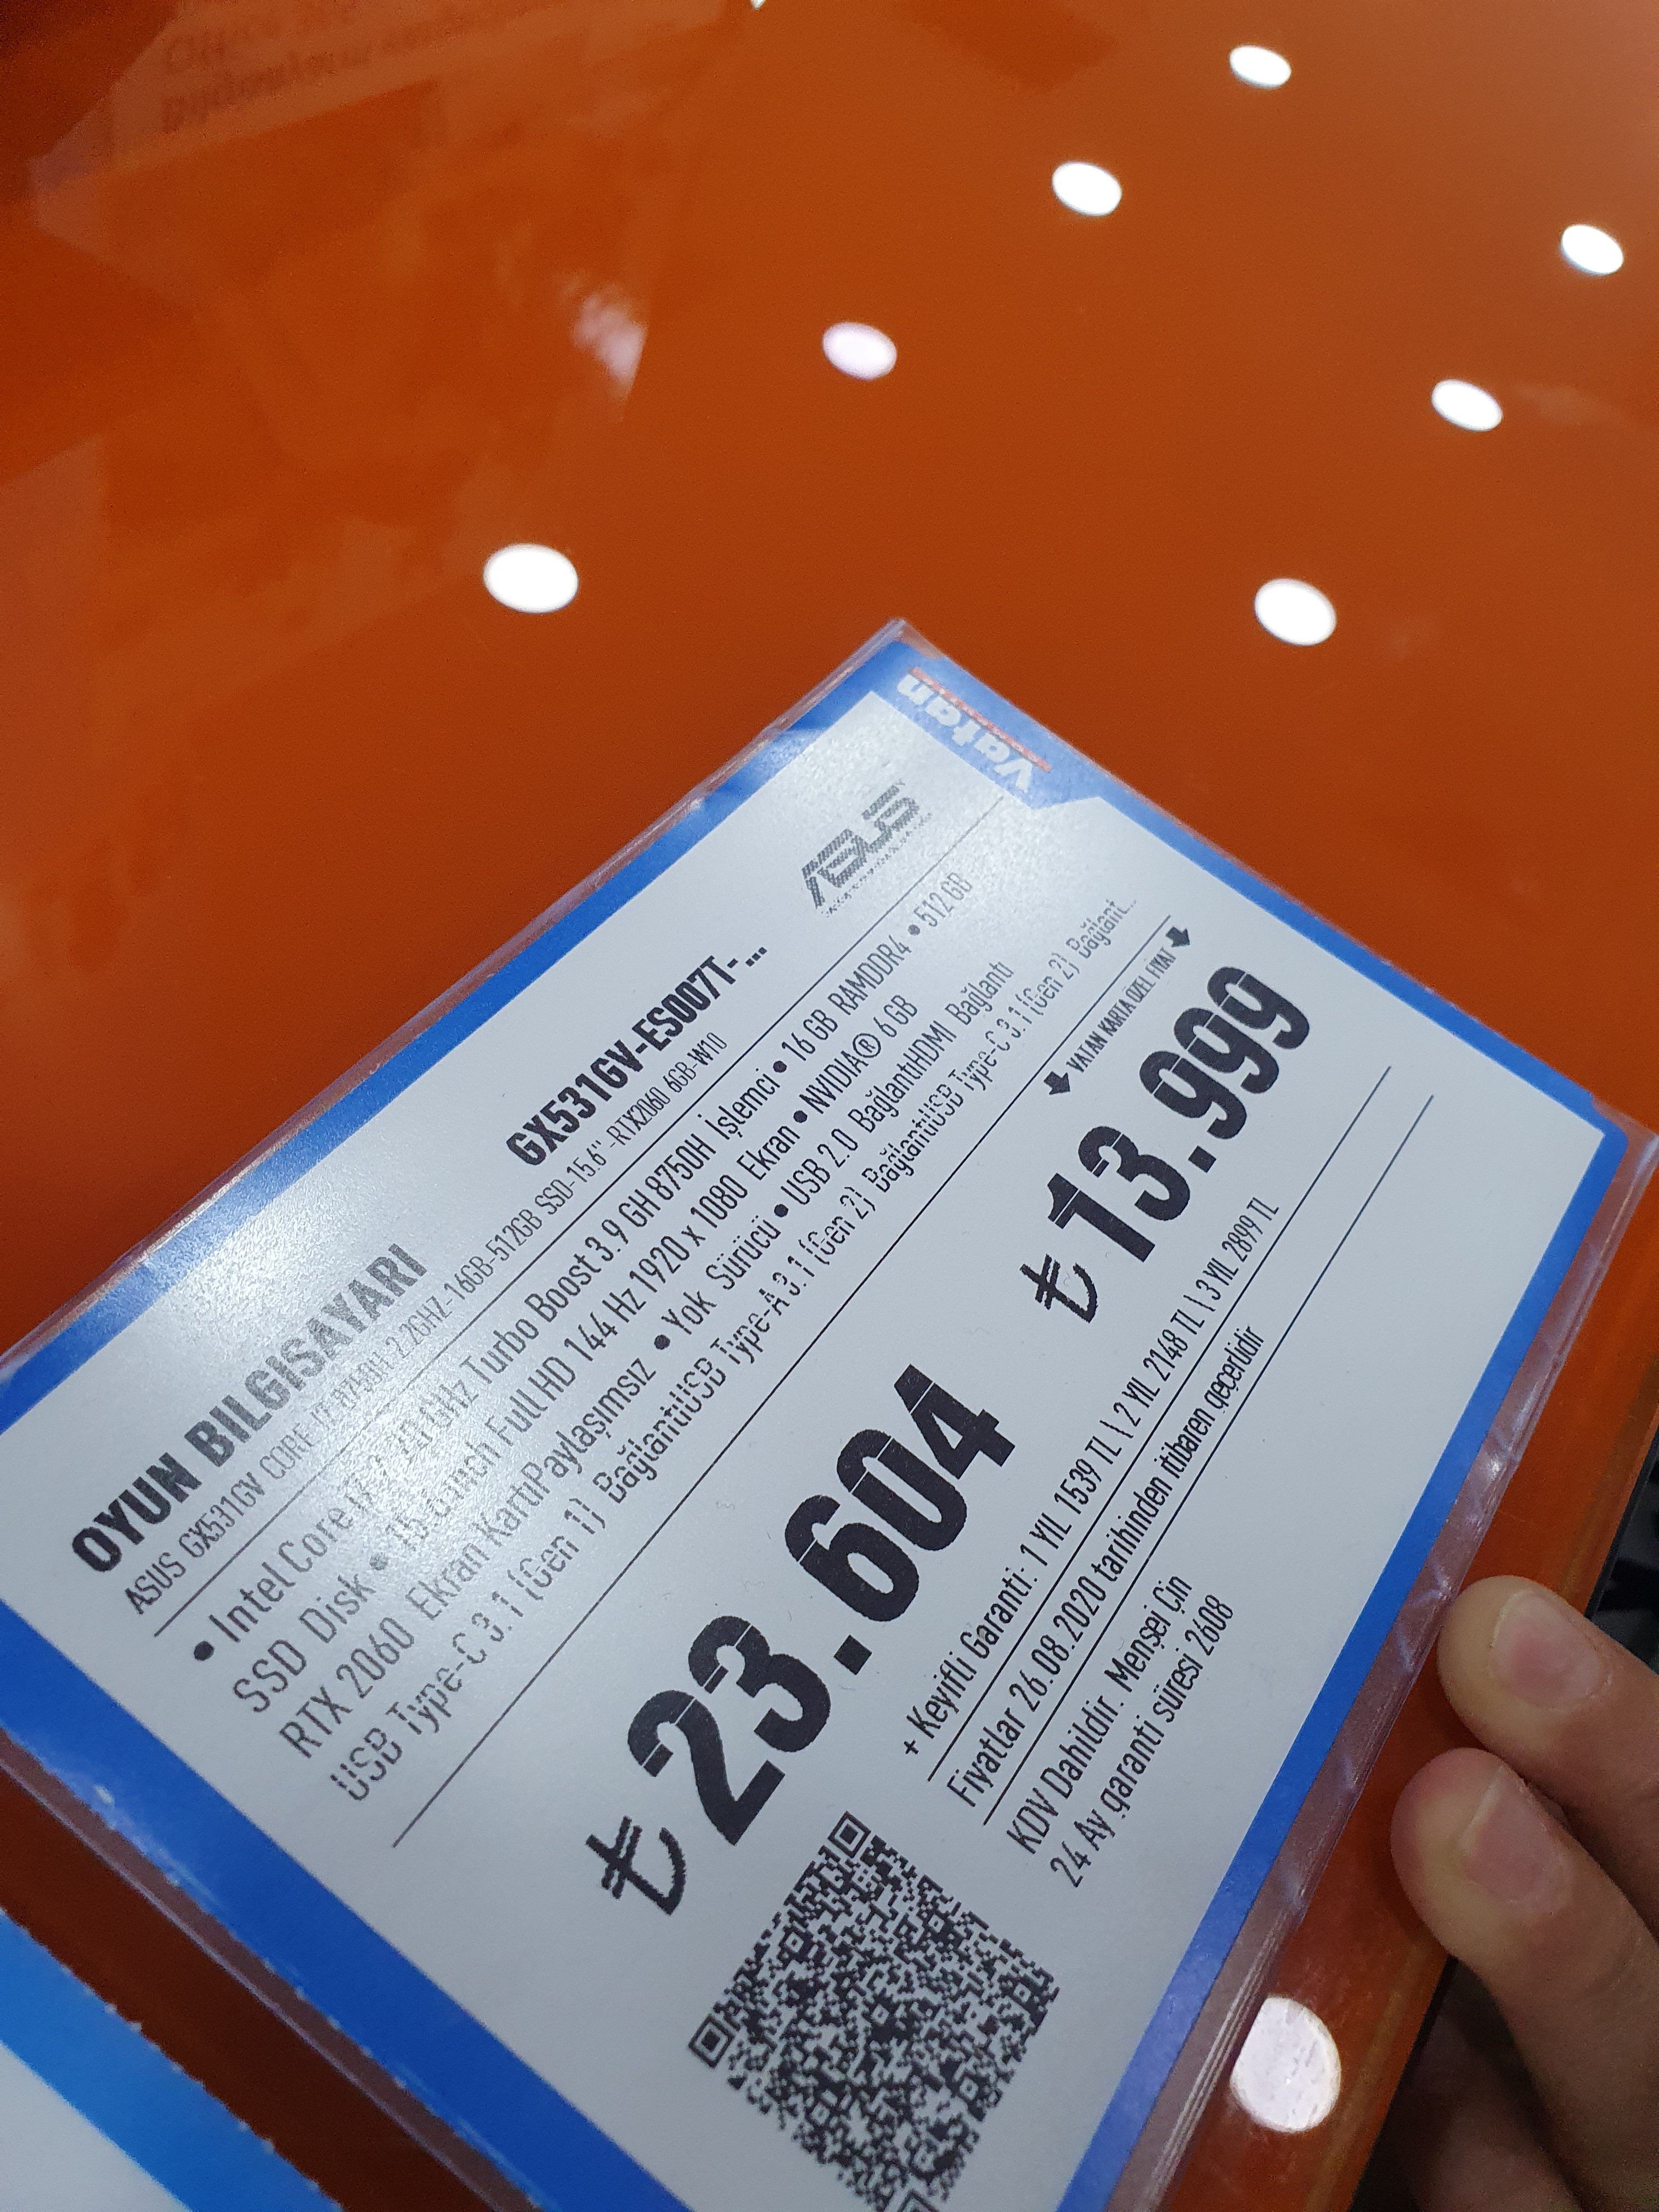 Vatan
ASUS
OYUN BILGISAYARI
GX531GV-ES007T-...
ASUS GX531GV CORE I7 8750H 2.2GHZ-16GB-512GB SSD-15.6"-RTX2060 6GB-W10
• Intel Core i7 2.20 GHz Turbo Boost 3.9 GH 8750H İşlemci • 16 GB RAMDDR4 • 512 GB
SSD Disk • 15.6 Linch Full HD 144 Hz 1920 x 1080 Ekran • NVIDIA® 6 GB
RTX 2060 Ekran KartıPaylaşımsız • Yok Sürücü • USB 2.0 BağlantıHDMI Bağlantı
USB Type-C 3.1 (Gen 1) BağlantıUSB Type-A 3.1 (Gen 2) BağlantıUSB Type-C 3.1 (Gen 2) Bağlant...
VATAN KARTA ÖZEL FİYAT
₺23.604
₺13.999
+ Keyifli Garanti: 1 YIL 1539 TL \ 2 YIL 2148 TL \ 3 YIL 2899 TL
Fiyatlar 26.08.2020 tarihinden itibaren geçerlidir
KDV Dahildir. Menşei Çin
24 Ay garanti süresi 2608